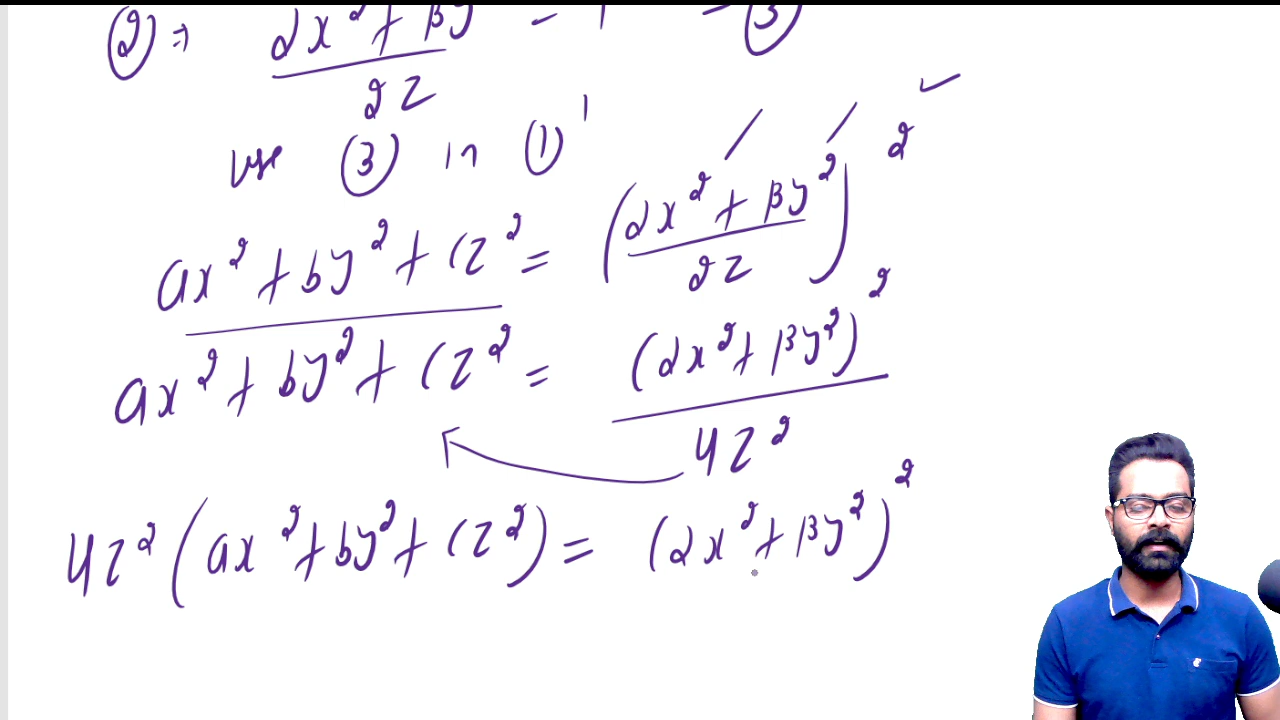 (2) ⇒ αx² + βy² / 2z = 1 – (3)
use (3) in (1)'
ax² + by² + cz² = (αx² + βy² / 2z)²
ax² + by² + cz² = (αx² + βy²)² / 4z²
4z² (ax² + by² + cz²) = (αx² + βy²)²